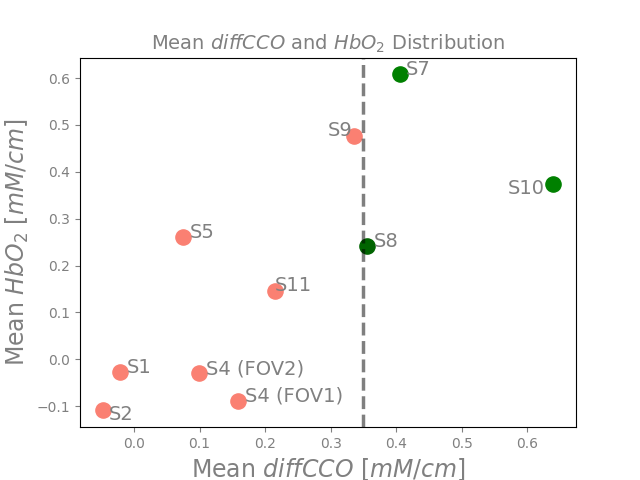 Mean diffCCO and HbO₂ Distribution
S7
S9
S10
S8
S5
S11
S1
S4 (FOV2)
S4 (FOV1)
S2
0.6
0.5
0.4
0.3
0.2
0.1
0.0
−0.1
Mean HbO₂ [mM/cm]
0.0 0.1 0.2 0.3 0.4 0.5 0.6
Mean diffCCO [mM/cm]